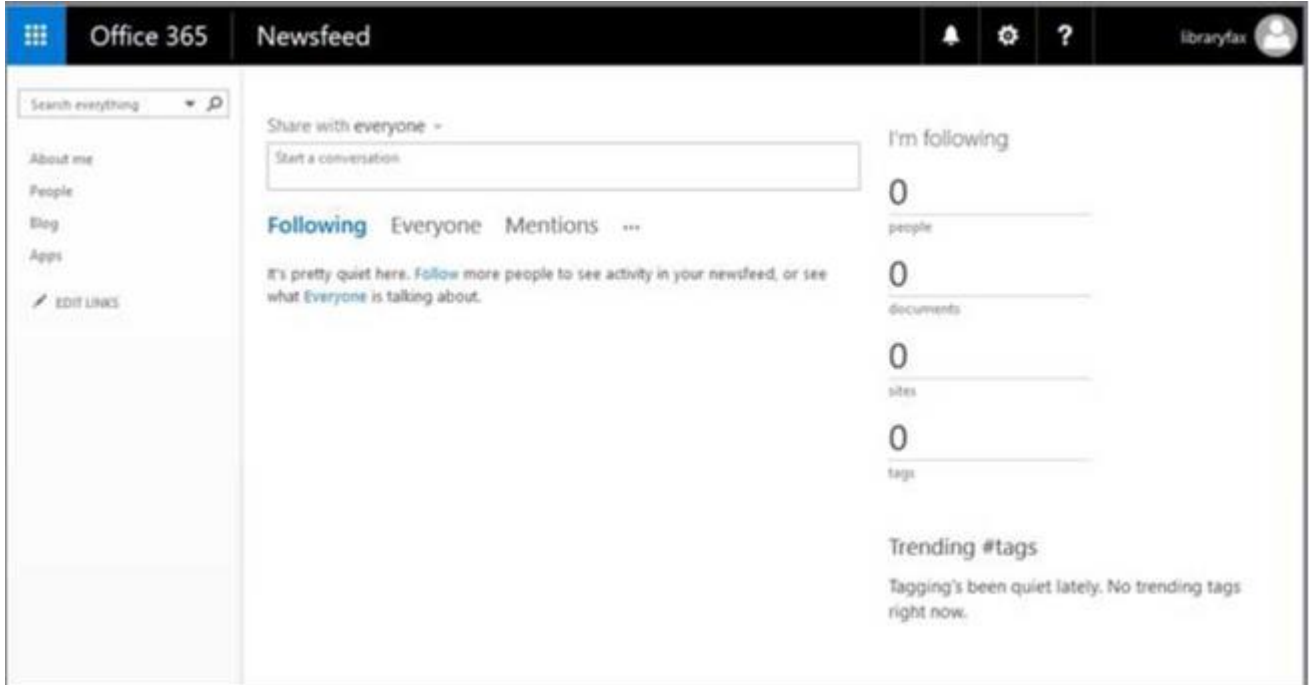 Office 365
Newsfeed
?
libraryfax
Search everything
About me
People
Blog
Apps
EDIT LINKS
Share with everyone
Start a conversation
Following Everyone Mentions ...
It's pretty quiet here. Follow more people to see activity in your newsfeed, or see
what Everyone is talking about.
I'm following
0
people
0
documents
0
sites
0
tags
Trending #tags
Tagging's been quiet lately. No trending tags
right now.